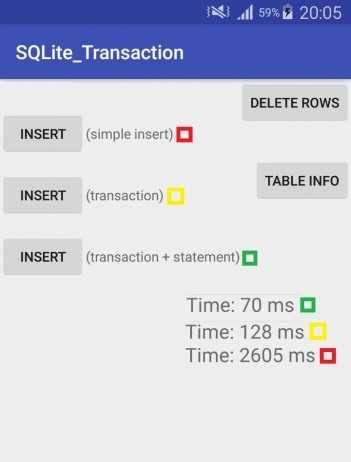 59% 20:05
SQLite_Transaction
DELETE ROWS
INSERT (simple insert)
INSERT (transaction)
TABLE INFO
INSERT (transaction + statement)
Time: 70 ms
Time: 128 ms
Time: 2605 ms